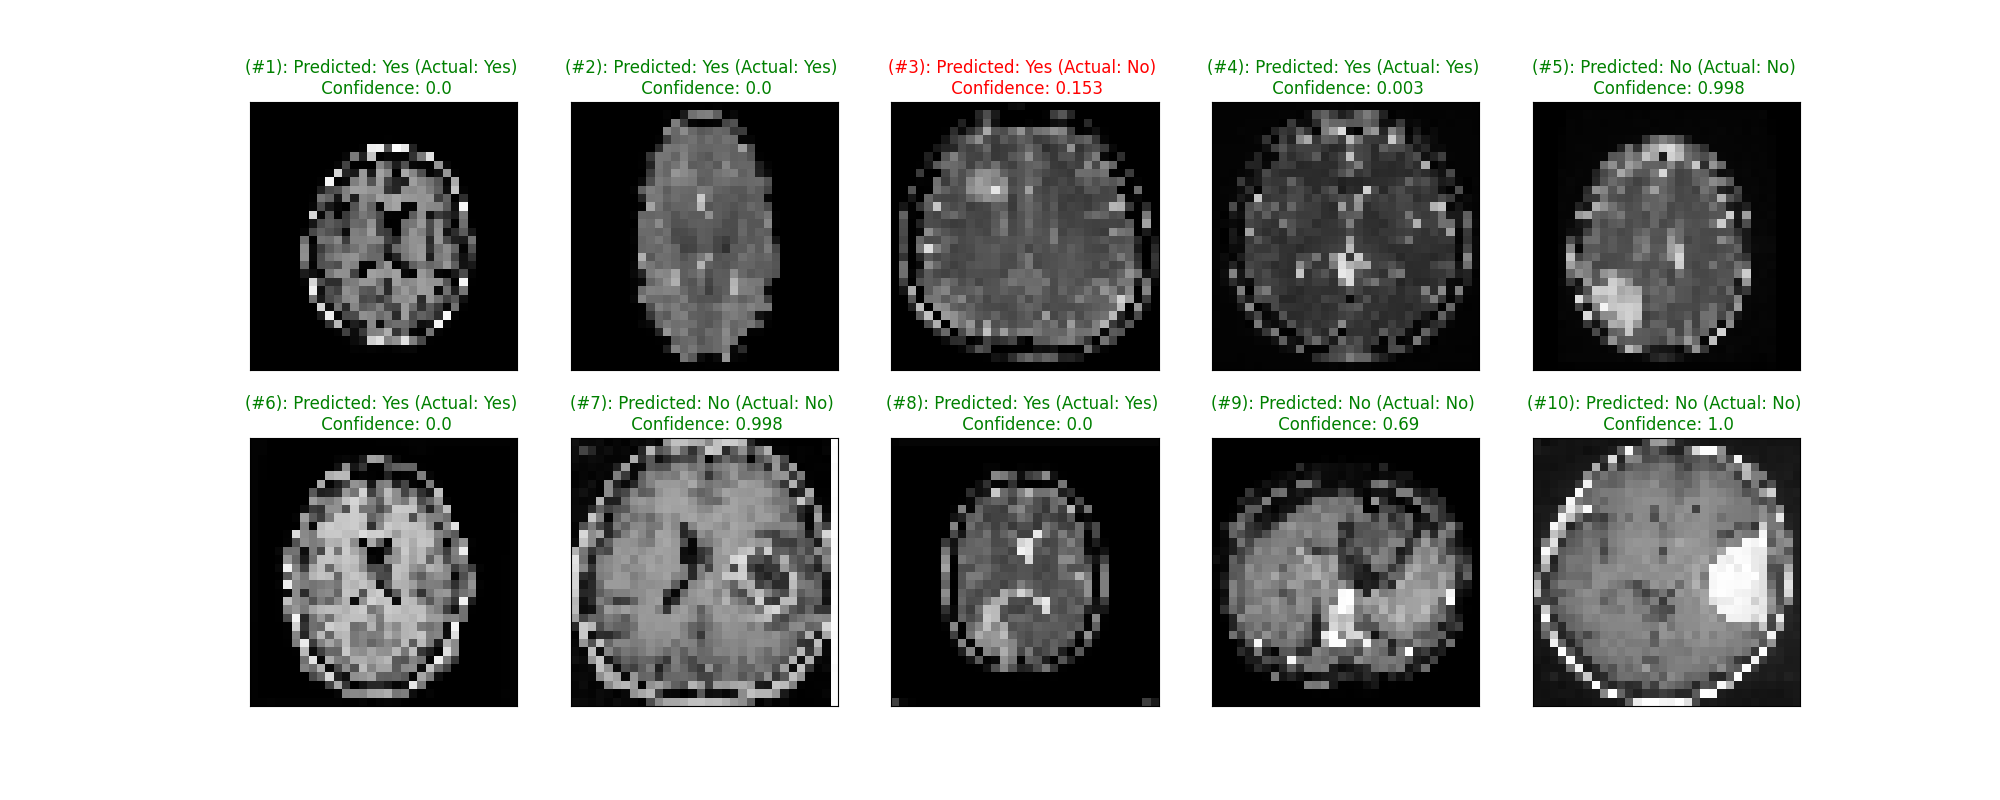 (#1): Predicted: Yes (Actual: Yes)
Confidence: 0.0
(#2): Predicted: Yes (Actual: Yes)
Confidence: 0.0
(#3): Predicted: Yes (Actual: No)
Confidence: 0.153
(#4): Predicted: Yes (Actual: Yes)
Confidence: 0.003
(#5): Predicted: No (Actual: No)
Confidence: 0.998
(#6): Predicted: Yes (Actual: Yes)
Confidence: 0.0
(#7): Predicted: No (Actual: No)
Confidence: 0.998
(#8): Predicted: Yes (Actual: Yes)
Confidence: 0.0
(#9): Predicted: No (Actual: No)
Confidence: 0.69
(#10): Predicted: No (Actual: No)
Confidence: 1.0